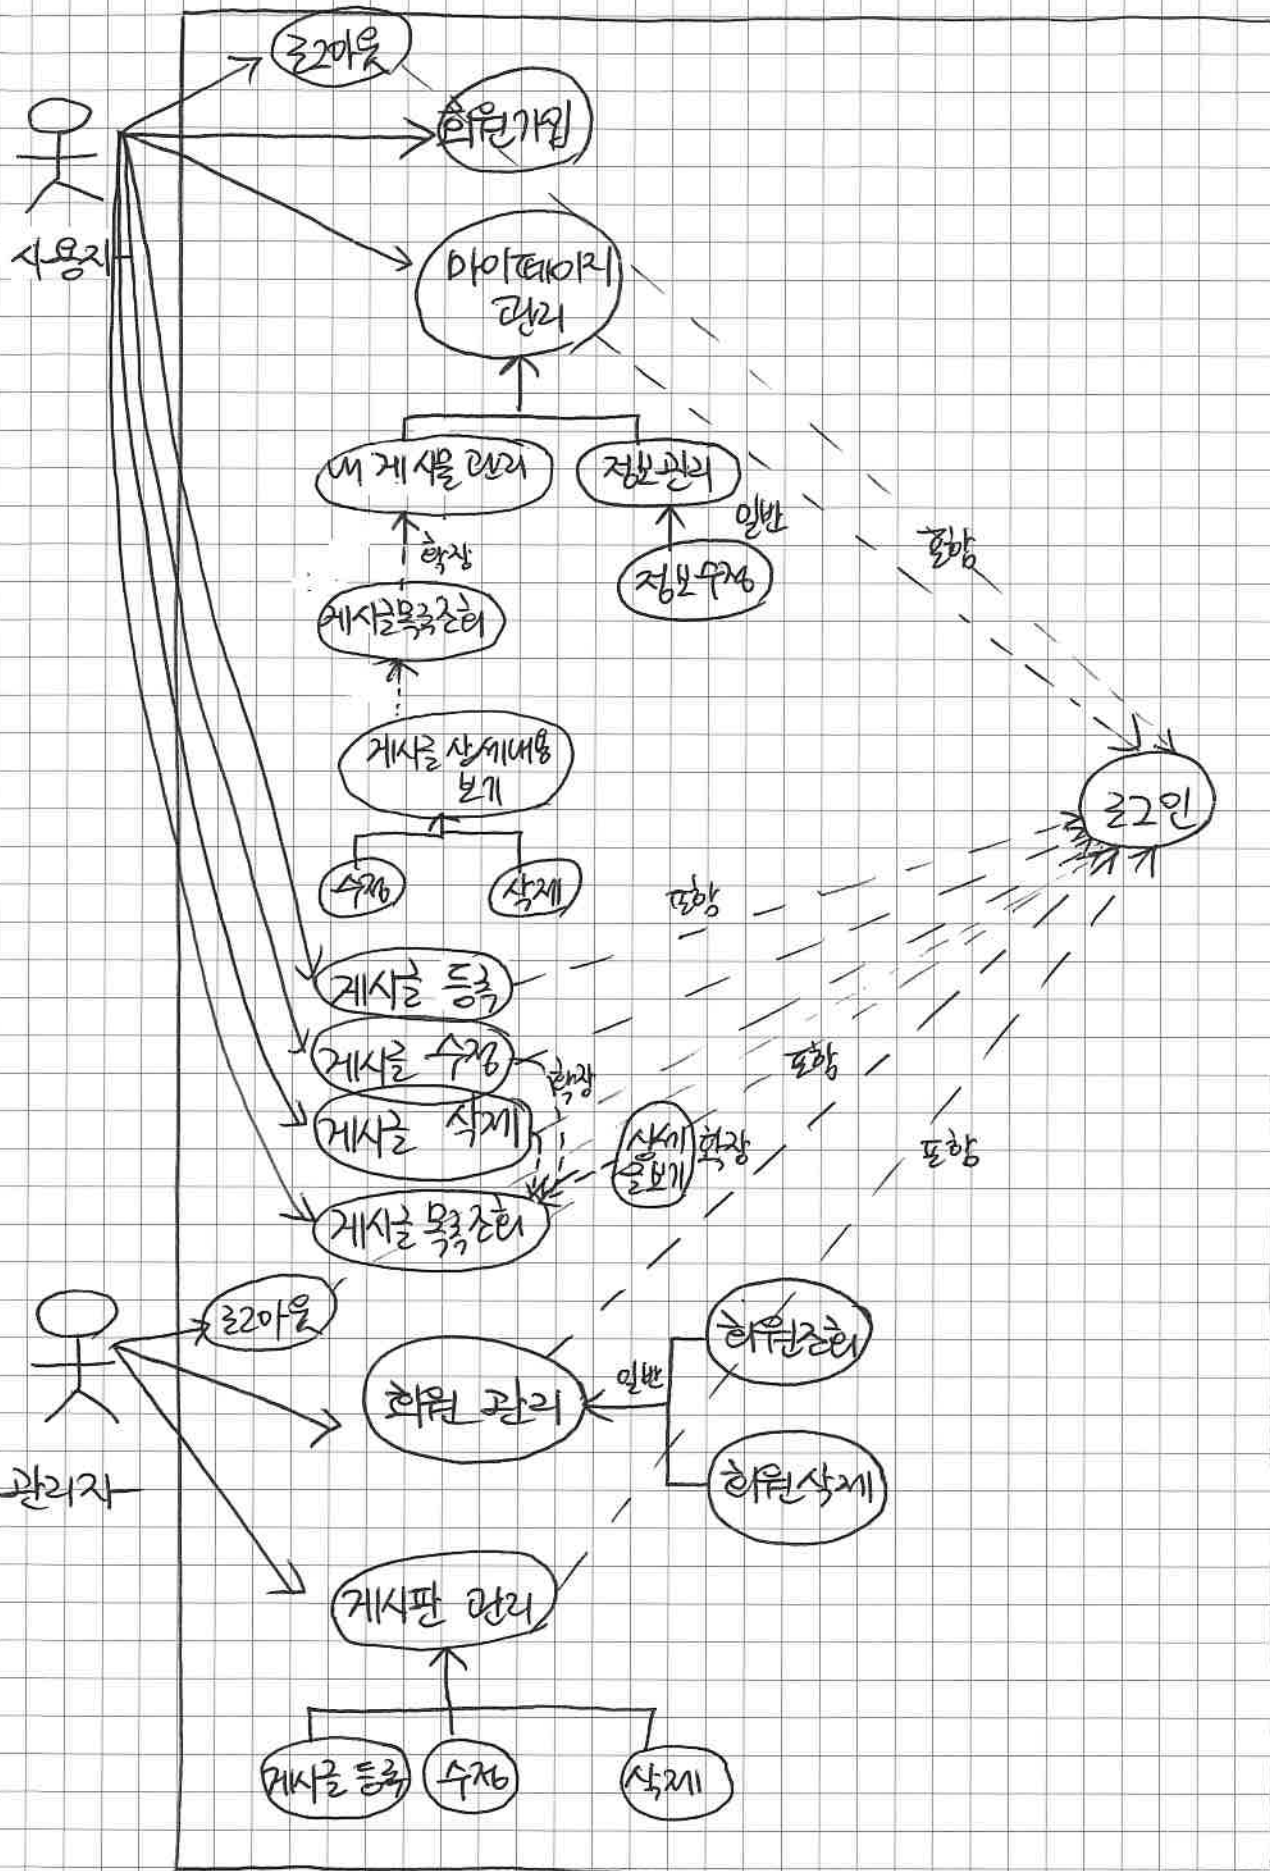 로그아웃
회원가입
사용자
마이페이지
관리
내 게시물 관리
정보관리
일반
포함
확장
정보수정
게시글목록조회
게시글 상세내용
보기
로그인
수정
삭제
포함
게시글 등록
게시글 수정
확장
포함
게시글 삭제
상세
글보기
확장
포함
게시글 목록조회
로그아웃
회원조회
일반
회원 관리
관리자
회원삭제
게시판 관리
게시글 등록
수정
삭제